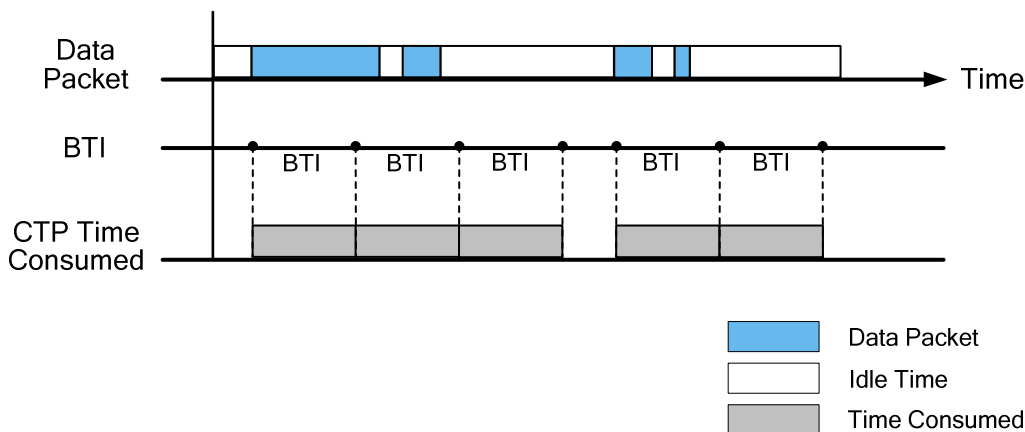 Data
Packet
Time
BTI
BTI
BTI
BTI
BTI
BTI
CTP Time
Consumed
Data Packet
Idle Time
Time Consumed